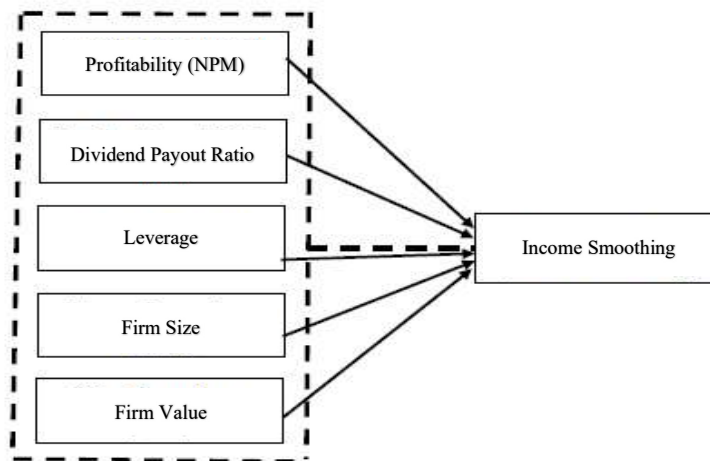 Profitability (NPM)
Dividend Payout Ratio
Leverage
Income Smoothing
Firm Size
Firm Value